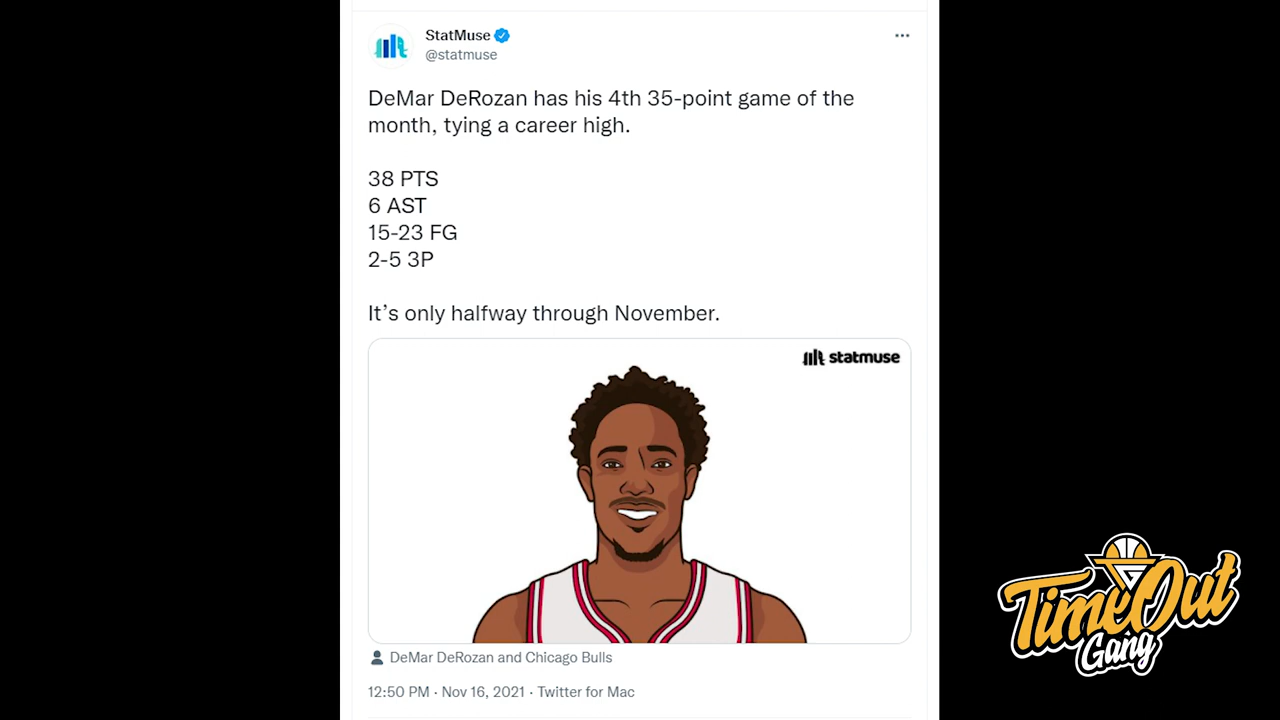 StatMuse
@statmuse
DeMar DeRozan has his 4th 35-point game of the
month, tying a career high.
38 PTS
6 AST
15-23 FG
2-5 3P
It’s only halfway through November.
statmuse
DeMar DeRozan and Chicago Bulls
12:50 PM · Nov 16, 2021 · Twitter for Mac
TimeOut
Gang